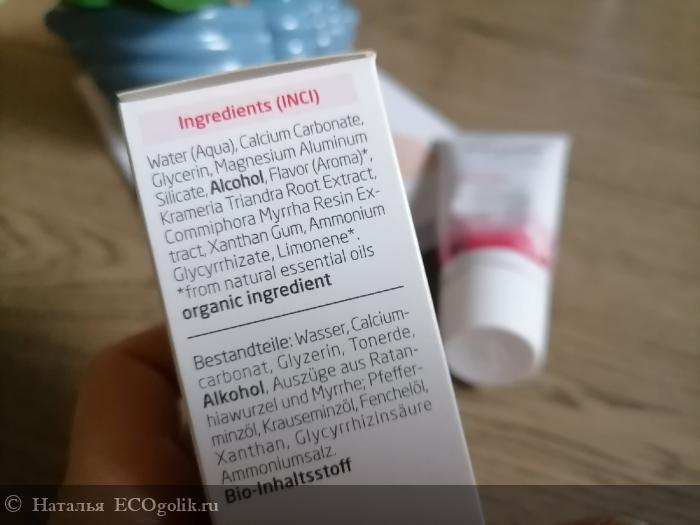 Ingredients (INCI)
Water (Aqua), Calcium Carbonate,
Glycerin, Magnesium Aluminum
Silicate, Alcohol, Flavor (Aroma)*,
Krameria Triandra Root Extract,
Commiphora Myrrha Resin Ex-
tract, Xanthan Gum, Ammonium
Glycyrrhizate, Limonene*.
*from natural essential oils
organic ingredient
Bestandteile: Wasser, Calcium-
carbonat, Glyzerin, Tonerde,
Alkohol, Auszüge aus Ratan-
hiawurzel und Myrrhe; Pfeffer-
minzöl, Krauseminzöl, Fenchelöl,
Xanthan, Glycyrrhizinsäure
Ammoniumsalz.
Bio-Inhaltsstoff
© Наталья ECOgolik.ru